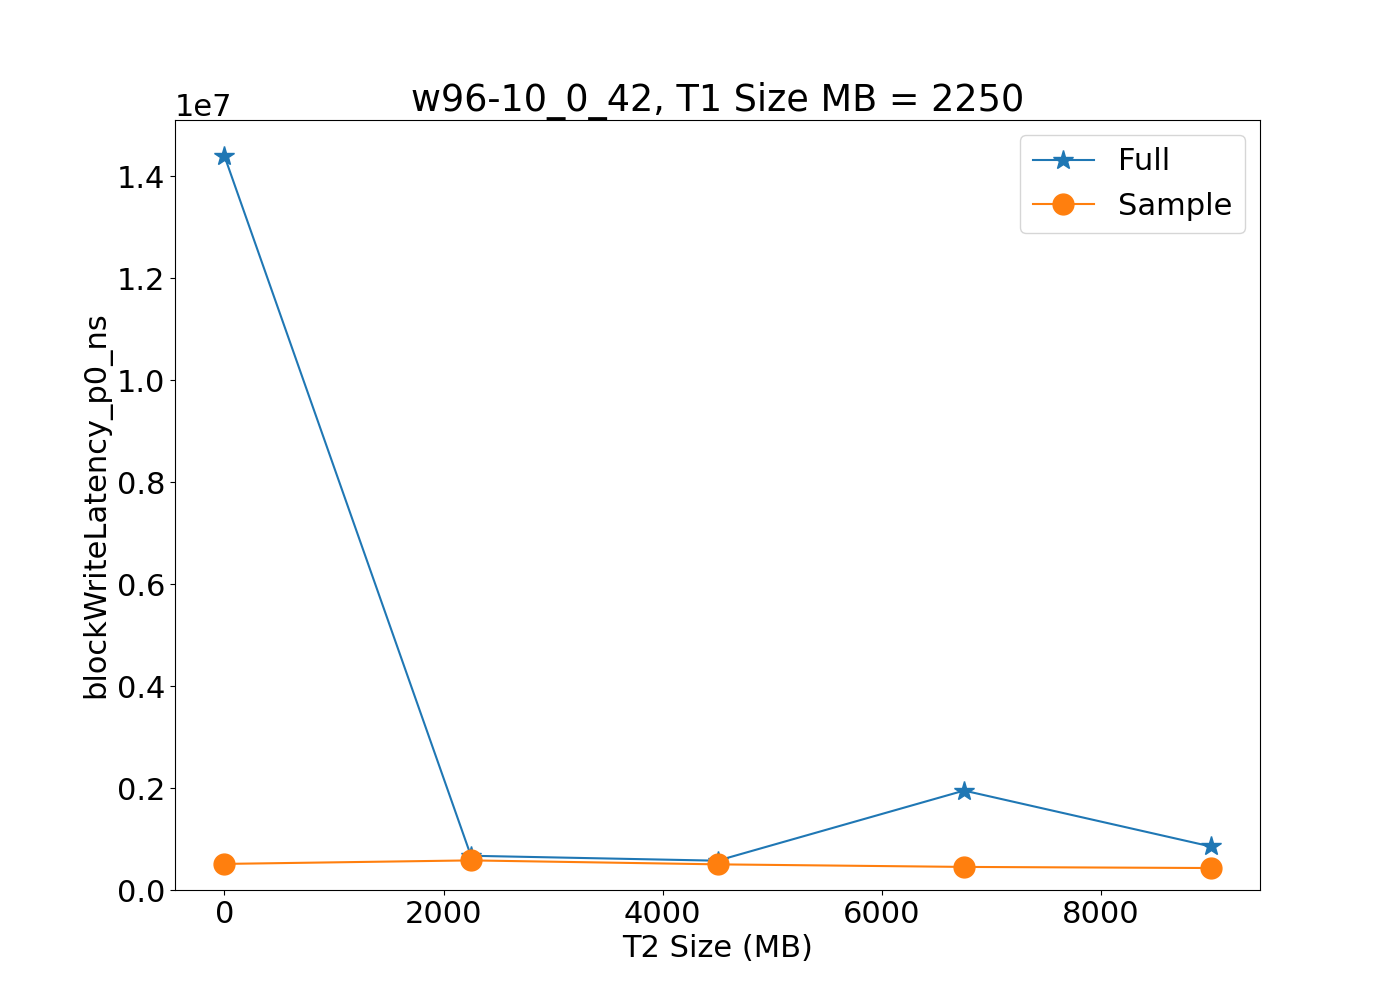 w96-10_0_42, T1 Size MB = 2250
1e7
Full
Sample
1.4
1.2
1.0
0.8
0.6
0.4
0.2
0.0
blockWriteLatency_p0_ns
0 2000 4000 6000 8000
T2 Size (MB)